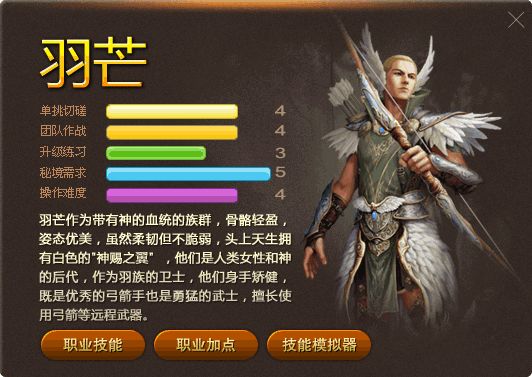 羽芒
单挑切磋 4
团队作战 4
升级练习 3
秘境需求 5
操作难度 4
羽芒作为带有神的血统的族群，骨骼轻盈，
姿态优美，虽然柔韧但不脆弱，头上天生拥
有白色的"神赐之翼"，他们是人类女性和神
的后代，作为羽族的卫士，他们身手矫健，
既是优秀的弓箭手也是勇猛的武士，擅长使
用弓箭等远程武器。
职业技能 职业加点 技能模拟器